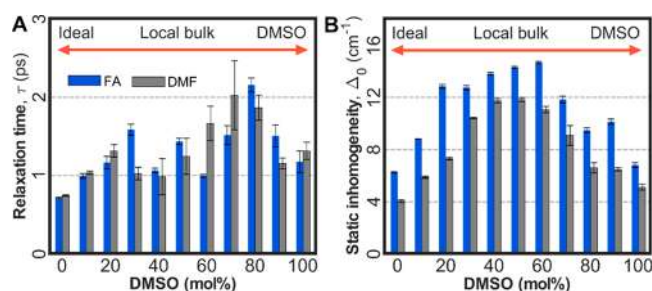 A
Ideal Local bulk DMSO
FA DMF
Relaxation time, τ (ps)
3
2
1
0
0 20 40 60 80 100
DMSO (mol%)
B
Ideal Local bulk DMSO
Static inhomogeneity, Δ0 (cm-1)
16
12
8
4
0
0 20 40 60 80 100
DMSO (mol%)